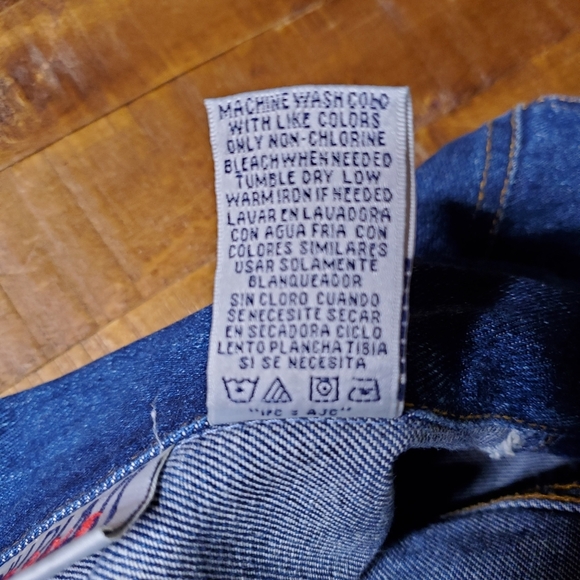 MACHINE WASH COLD
WITH LIKE COLORS
ONLY NON-CHLORINE
BLEACH WHEN NEEDED
TUMBLE DRY LOW
WARM IRON IF NEEDED
LAVAR EN LAVADORA
CON AGUA FRIA CON
COLORES SIMILARES
USAR SOLAMENTE
BLANQUEADOR
SIN CLORO CUANDO
SE NECESITE SECAR
EN SECADORA CICLO
LENTO PLANCHA TIBIA
SI SE NECESITA